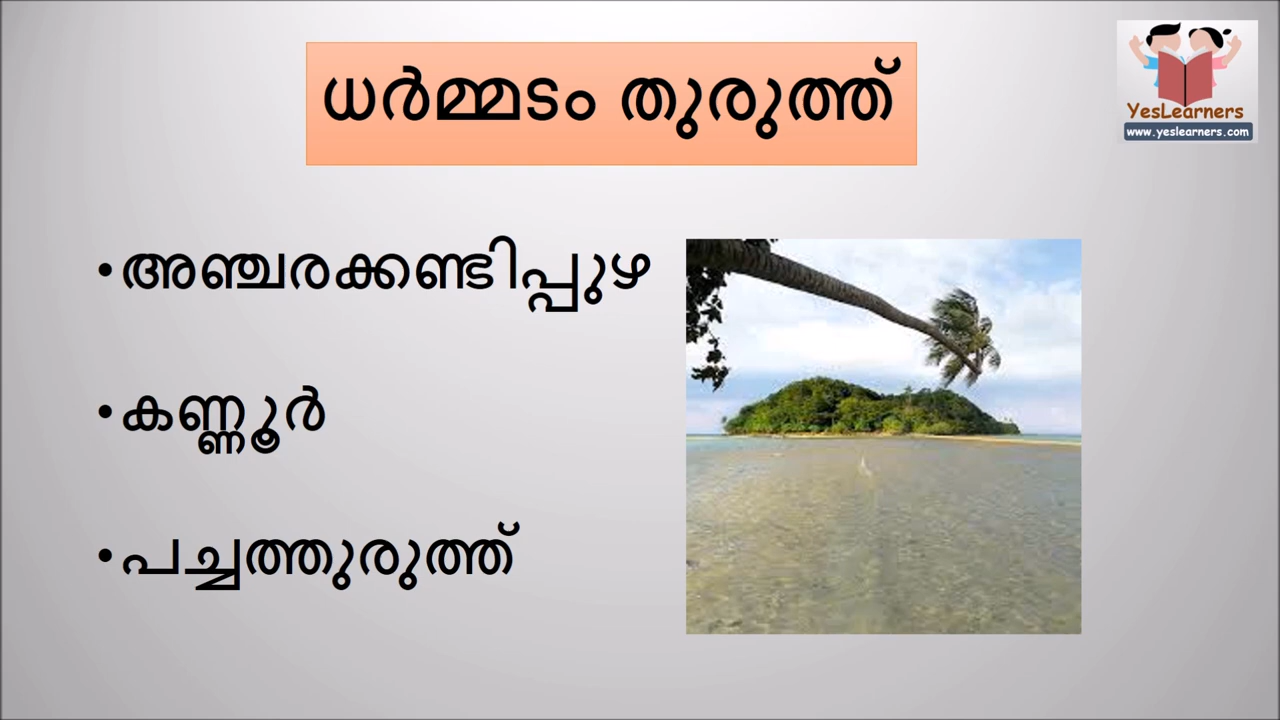 ധർമ്മടം തുരുത്ത്
YesLearners
www.yeslearners.com
•അഞ്ചരക്കണ്ടിപ്പുഴ
•കണ്ണൂർ
•പച്ചത്തുരുത്ത്